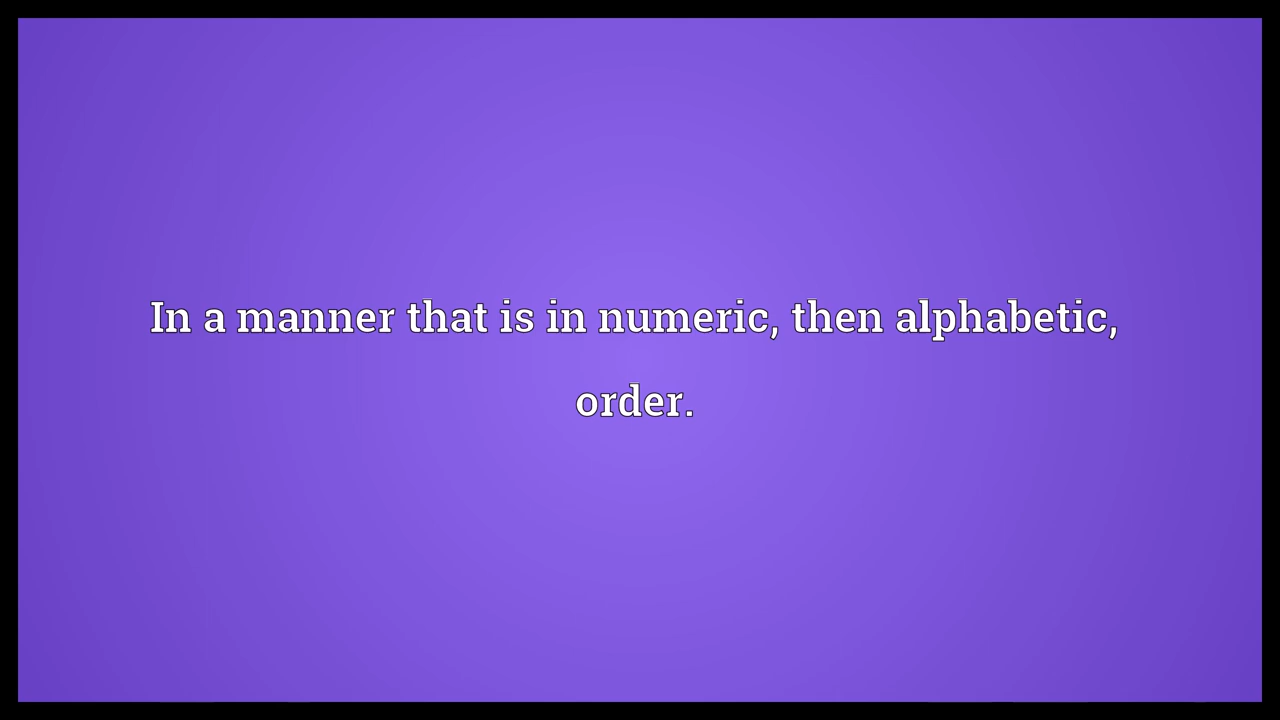 In a manner that is in numeric, then alphabetic,
order.